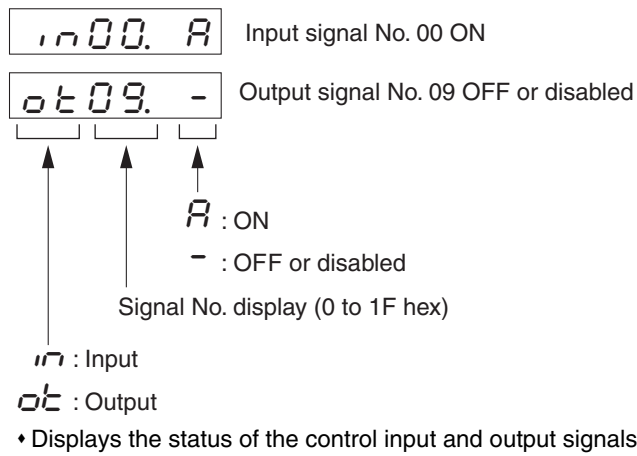 in00. A Input signal No. 00 ON
ot09. - Output signal No. 09 OFF or disabled
A : ON
- : OFF or disabled
Signal No. display (0 to 1F hex)
in : Input
ot : Output
• Displays the status of the control input and output signals